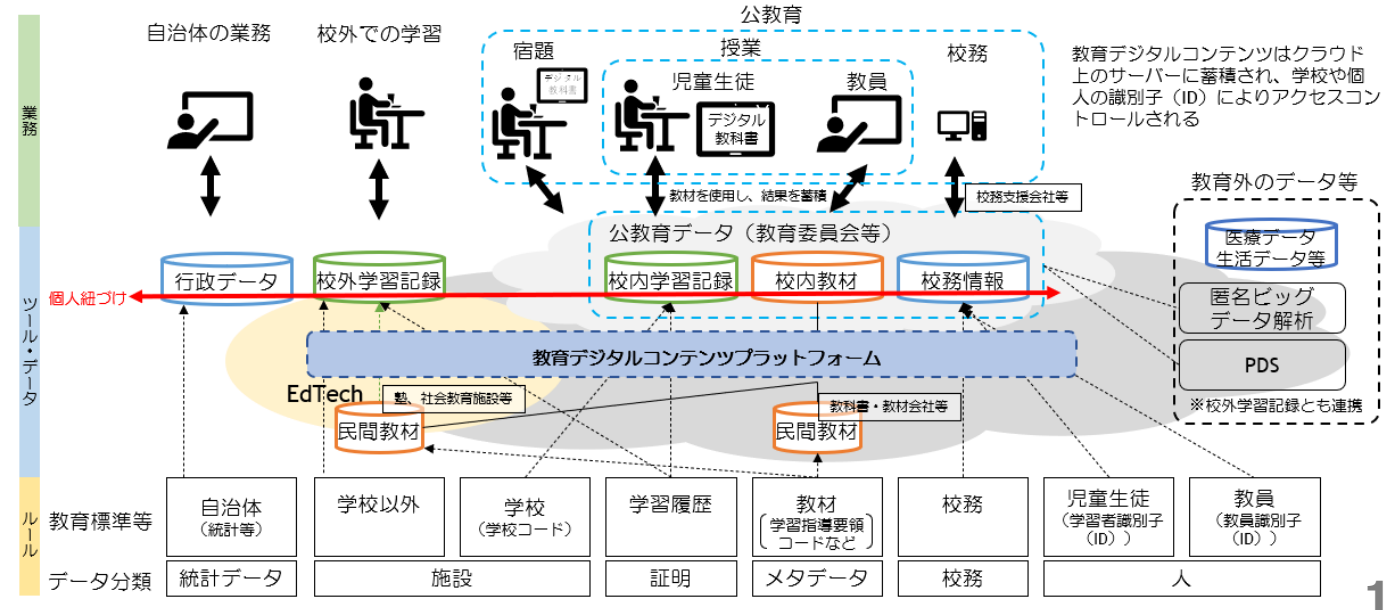 公教育
自治体の業務
校外での学習
宿題
授業
校務
デジタル
教科書
児童生徒
教員
デジタル
教科書
教育デジタルコンテンツはクラウド
上のサーバーに蓄積され、学校や個
人の識別子（ID）によりアクセスコン
トロールされる
業務
教材を使用し、結果を蓄積
校務支援会社等
教育外のデータ等
公教育データ（教育委員会等）
医療データ
生活データ等
行政データ
校外学習記録
校内学習記録
校内教材
校務情報
個人紐づけ
匿名ビッグ
データ解析
ツール・データ
教育デジタルコンテンツプラットフォーム
PDS
EdTech
塾、社会教育施設等
教科書・教材会社等
※校外学習記録とも連携
民間教材
民間教材
ルール
教育標準等
自治体
（統計等）
学校以外
学校
（学校コード）
学習履歴
教材
学習指導要領
コードなど
校務
児童生徒
（学習者識別子
（ID））
教員
（教員識別子
（ID））
データ分類
統計データ
施設
証明
メタデータ
校務
人
1